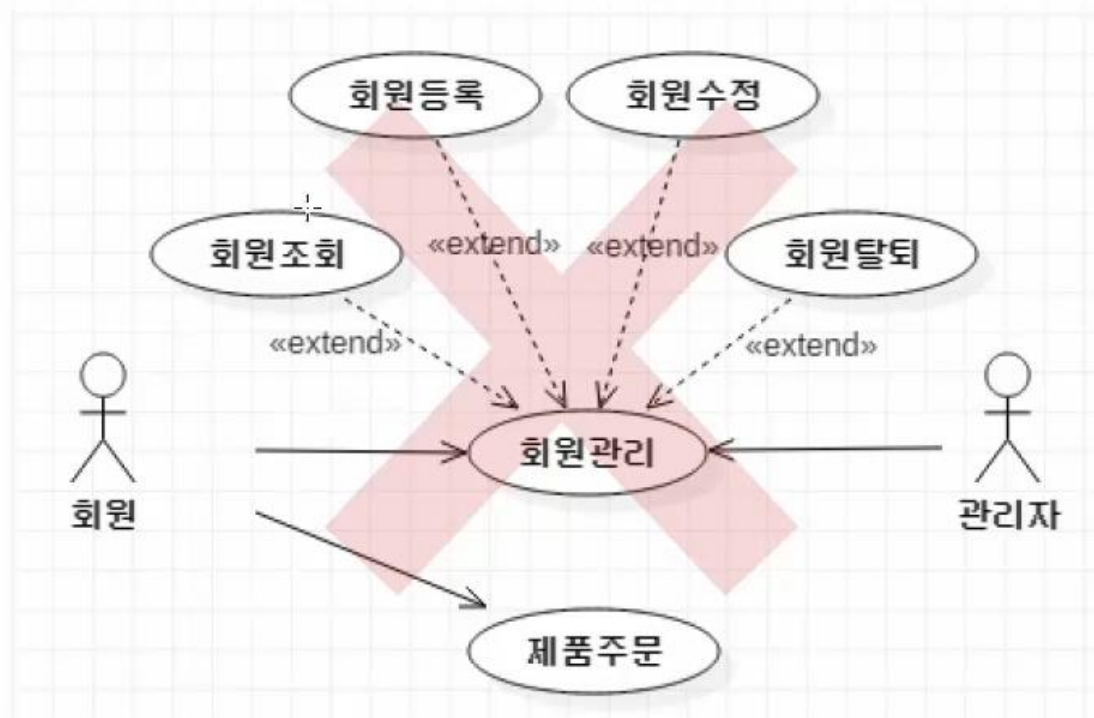 회원등록
회원수정
«extend»
«extend»
회원조회
회원탈퇴
«extend»
«extend»
회원관리
회원
관리자
제품주문